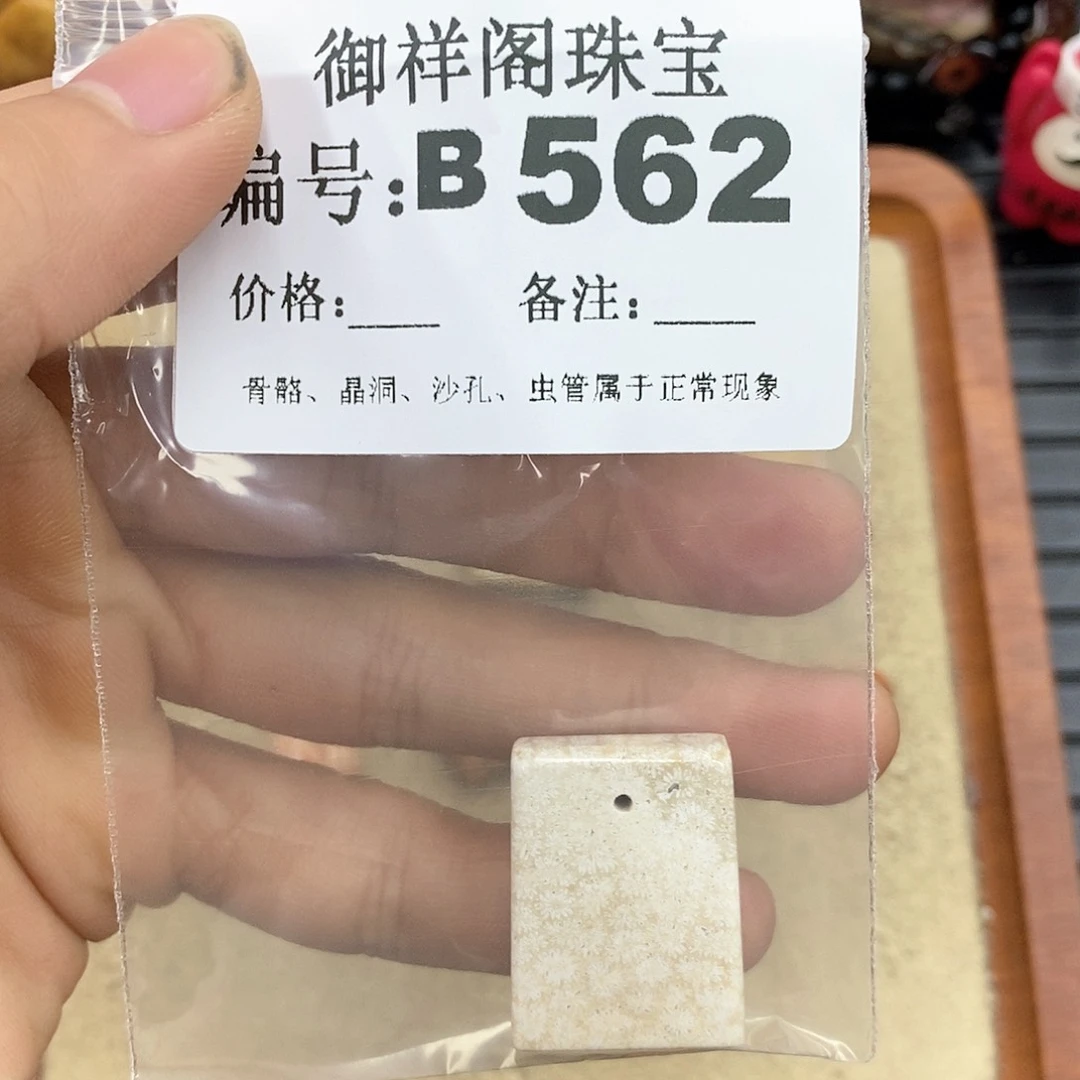 御祥阁珠宝
编号:B562
价格:____ 备注:____
骨骼、晶洞、沙孔、虫管属于正常现象